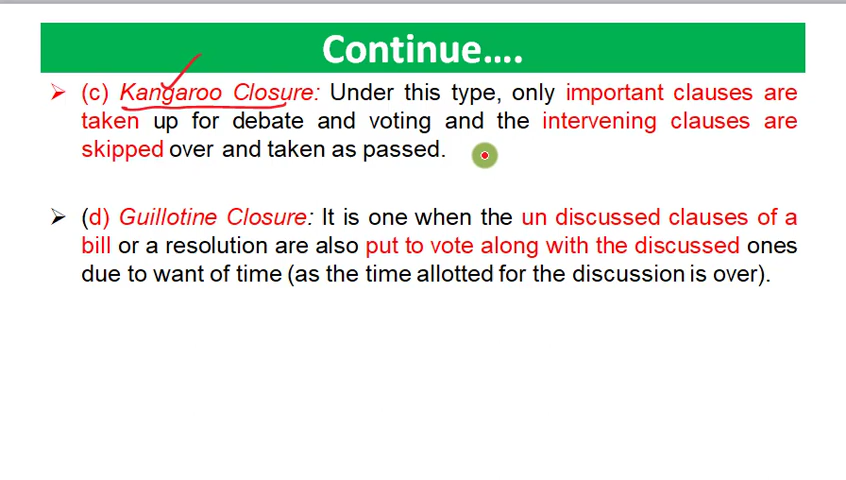 Continue....
(c) Kangaroo Closure: Under this type, only important clauses are
taken up for debate and voting and the intervening clauses are
skipped over and taken as passed.
(d) Guillotine Closure: It is one when the un discussed clauses of a
bill or a resolution are also put to vote along with the discussed ones
due to want of time (as the time allotted for the discussion is over).